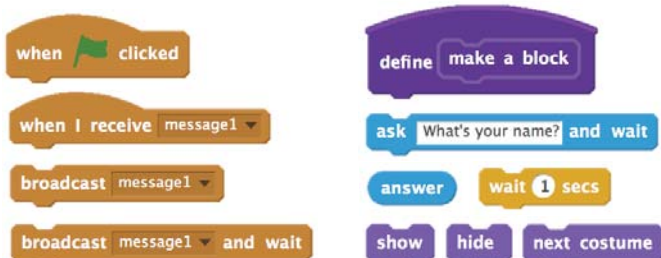 when clicked
when I receive message1
broadcast message1
broadcast message1 and wait
define make a block
ask What's your name? and wait
answer
wait 1 secs
show
hide
next costume